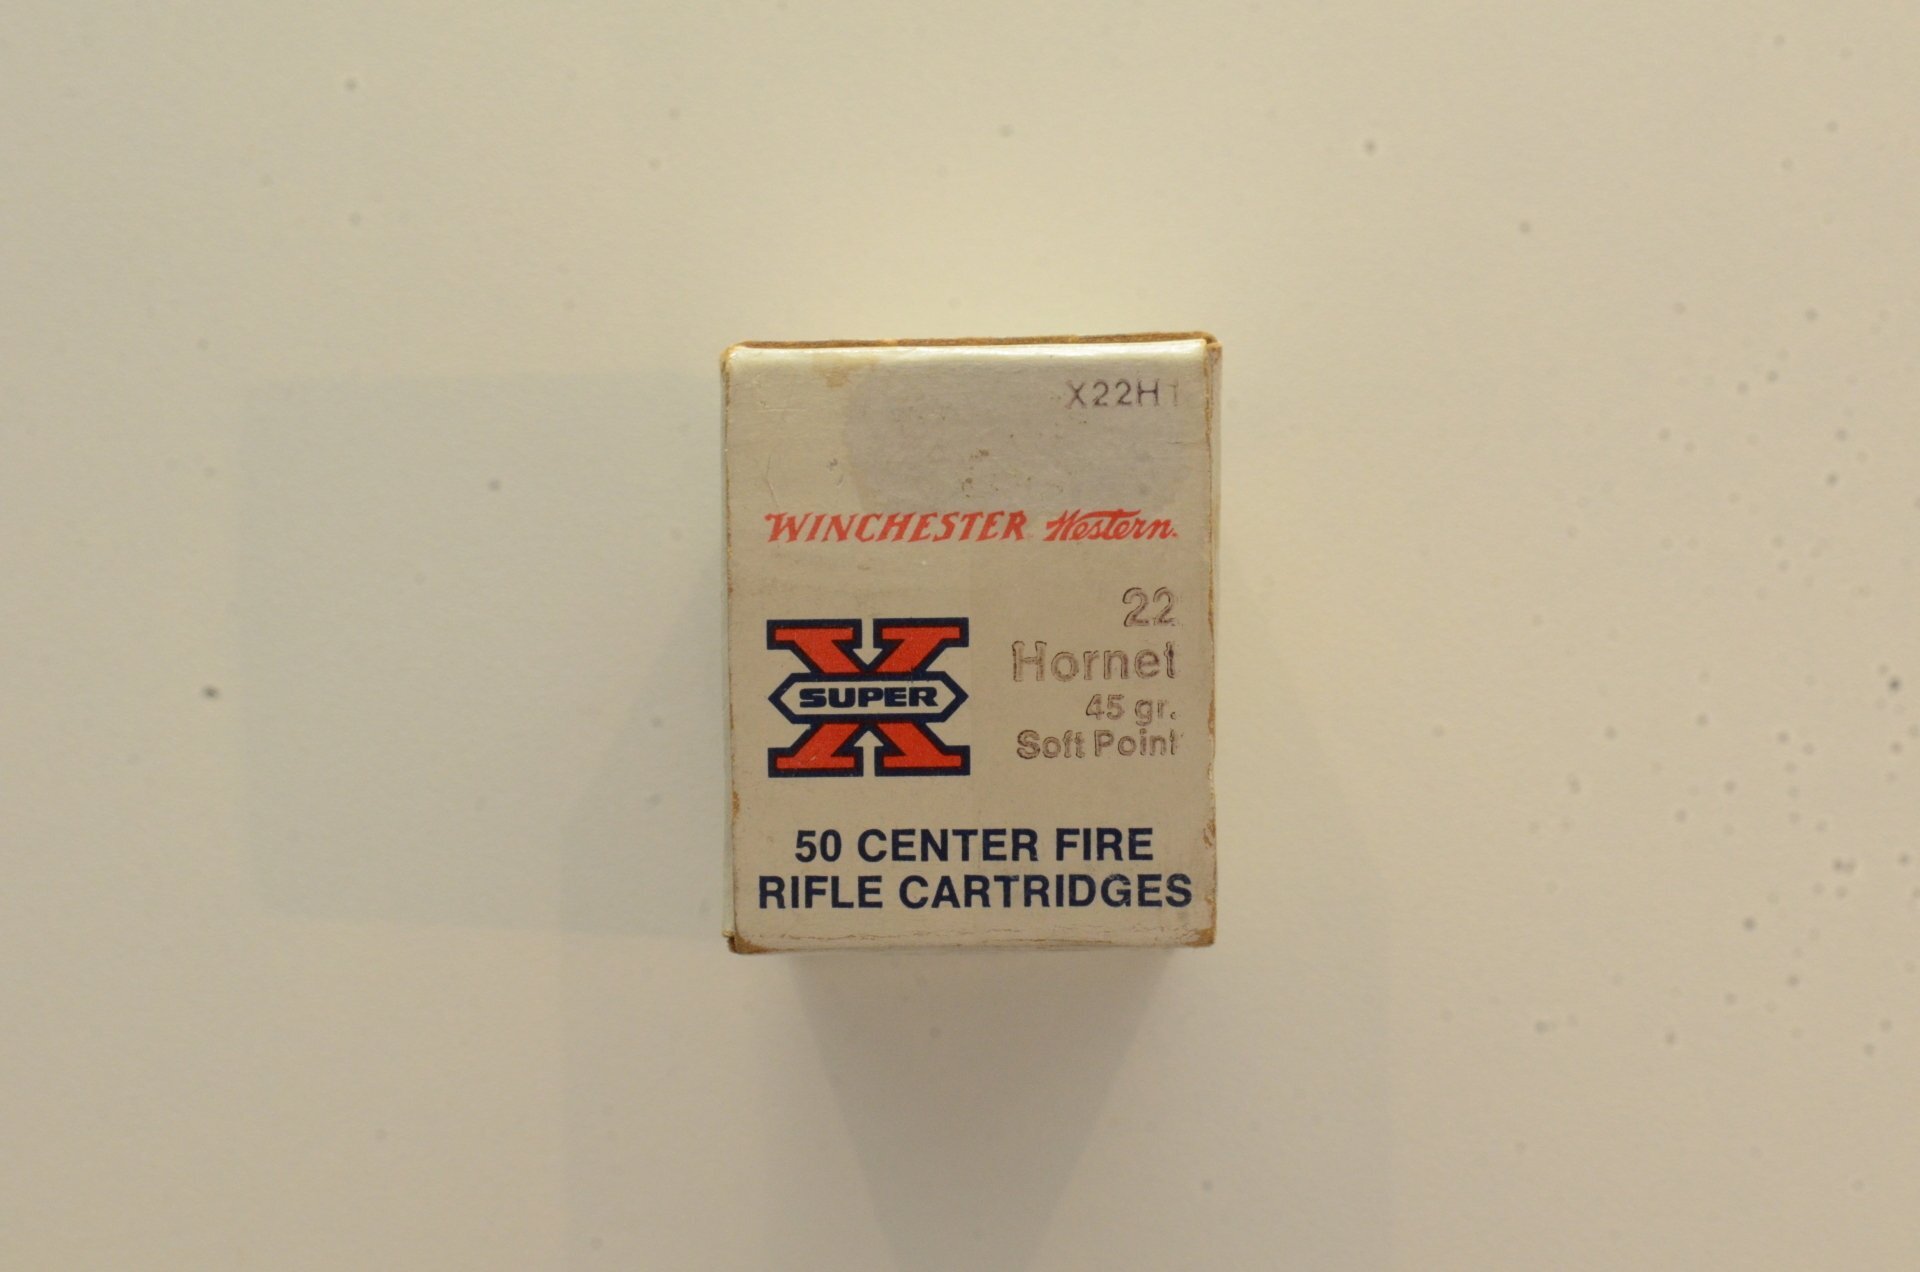 X22H1
WINCHESTER Western.
22
Hornet
45 gr.
Soft Point
SUPER X
50 CENTER FIRE
RIFLE CARTRIDGES